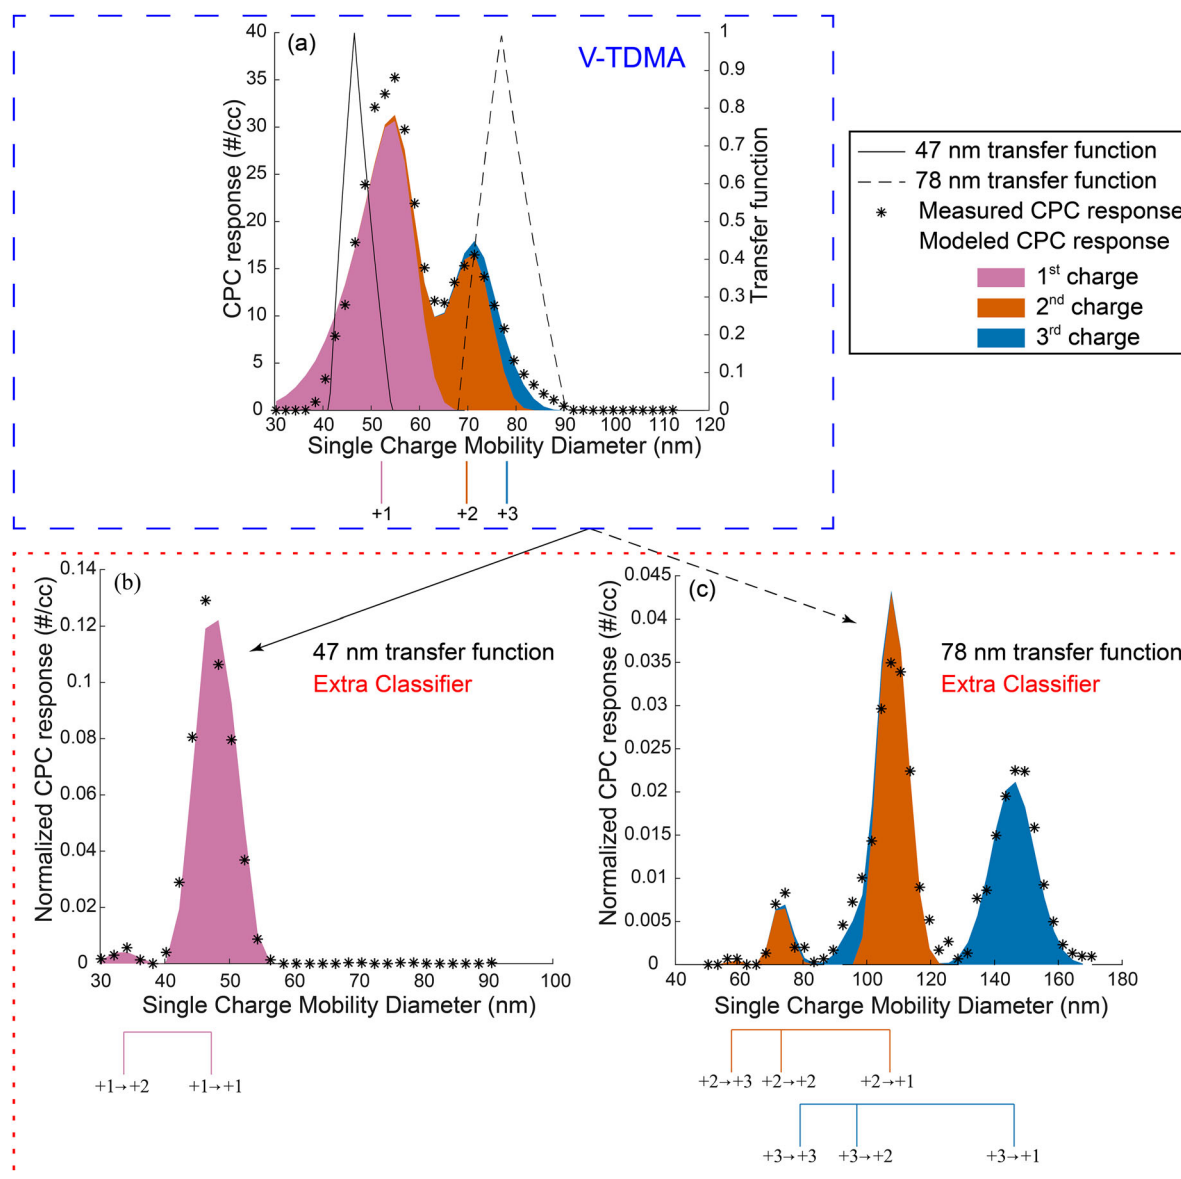 (a)
V-TDMA
CPC response (#/cc)
40
35
30
25
20
15
10
5
0
Transfer function
1
0.9
0.8
0.7
0.6
0.5
0.4
0.3
0.2
0.1
0
30 40 50 60 70 80 90 100 110 120
Single Charge Mobility Diameter (nm)
+1 +2 +3
47 nm transfer function
78 nm transfer function
Measured CPC response
Modeled CPC response
1st charge
2nd charge
3rd charge
(b)
Normalized CPC response (#/cc)
0.14
0.12
0.1
0.08
0.06
0.04
0.02
0
47 nm transfer function
Extra Classifier
30 40 50 60 70 80 90 100
Single Charge Mobility Diameter (nm)
+1→+2 +1→+1
(c)
Normalized CPC response (#/cc)
0.045
0.04
0.035
0.03
0.025
0.02
0.015
0.01
0.005
0
78 nm transfer function
Extra Classifier
40 60 80 100 120 140 160 180
Single Charge Mobility Diameter (nm)
+2→+3 +2→+2 +2→+1
+3→+3 +3→+2 +3→+1